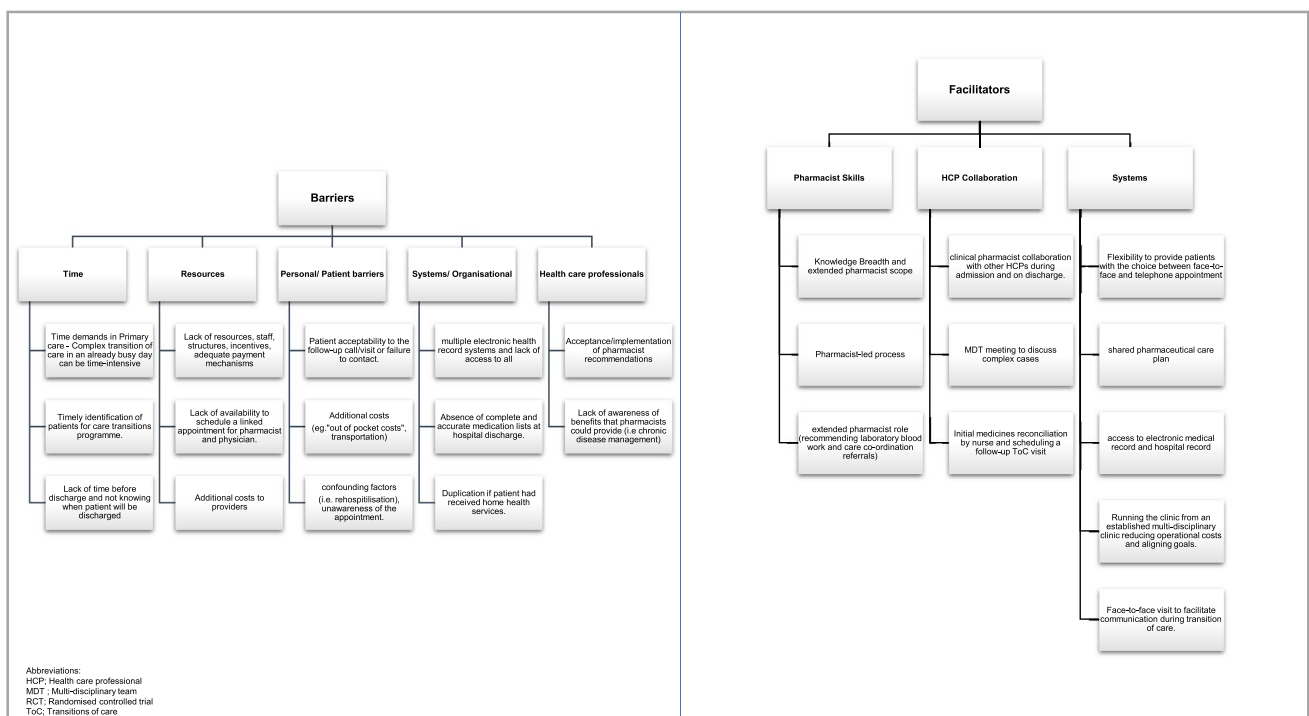 Barriers
Time
Time demands in Primary
care - Complex transition of
care in an already busy day
can be time-intensive
Timely identification of
patients for care transitions
programme.
Lack of time before
discharge and not knowing
when patient will be
discharged
Resources
Lack of resources, staff,
structures, incentives,
adequate payment
mechanisms
Lack of availability to
schedule a linked
appointment for pharmacist
and physician.
Additional costs to
providers
Personal/ Patient barriers
Patient acceptability to the
follow-up call/visit or failure
to contact.
Additional costs
(eg."out of pocket costs",
transportation)
confounding factors
(i.e. rehospitilisation),
unawareness of the
appointment.
Systems/ Organisational
multiple electronic health
record systems and lack of
access to all
Absence of complete and
accurate medication lists at
hospital discharge.
Duplication if patient had
received home health
services.
Health care professionals
Acceptance/implementation
of pharmacist
recommendations
Lack of awareness of
benefits that pharmacists
could provide (i.e chronic
disease management)
Abbreviations:
HCP; Health care professional
MDT ; Multi-disciplinary team
RCT; Randomised controlled trial
ToC; Transitions of care
Facilitators
Pharmacist Skills
Knowledge Breadth and
extended pharmacist scope
Pharmacist-led process
extended pharmacist role
(recommending laboratory blood
work and care co-ordination
referrals)
HCP Collaboration
clinical pharmacist collaboration
with other HCPs during
admission and on discharge.
MDT meeting to discuss
complex cases
Initial medicines reconciliation
by nurse and scheduling a
follow-up ToC visit
Systems
Flexibility to provide patients
with the choice between face-to-
face and telephone appointment
shared pharmaceutical care
plan
access to electronic medical
record and hospital record
Running the clinic from an
established multi-disciplinary
clinic reducing operational costs
and aligning goals.
Face-to-face visit to facilitate
communication during transition
of care.